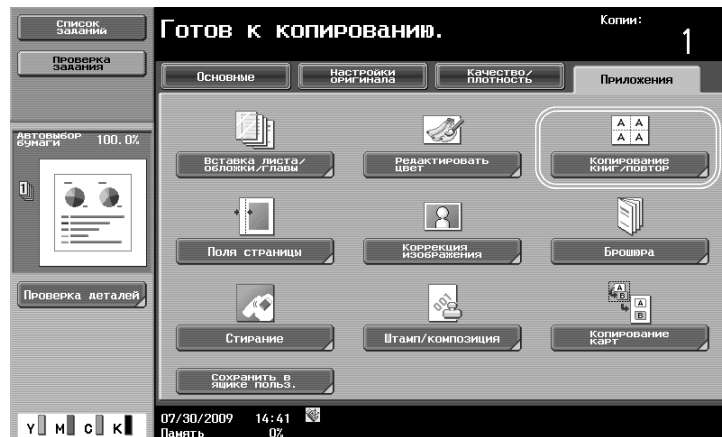 Список
заданий
Готов к копированию.
Копии:
1
Проверка
задания
Основные
Настройки
оригинала
Качество/
плотность
Приложения
Автовыбор
бумаги
100.0%
1
Вставка листа/
обложки/главы
Редактировать
цвет
A A
A A
Копирование
книг/повтор
Поля страницы
Коррекция
изображения
Брошюра
Проверка деталей
Стирание
001
Штамп/композиция
A
B
A
B
Копирование
карт
Сохранить в
ящике польз.
Y M C K
07/30/2009 14:41
Память 0%